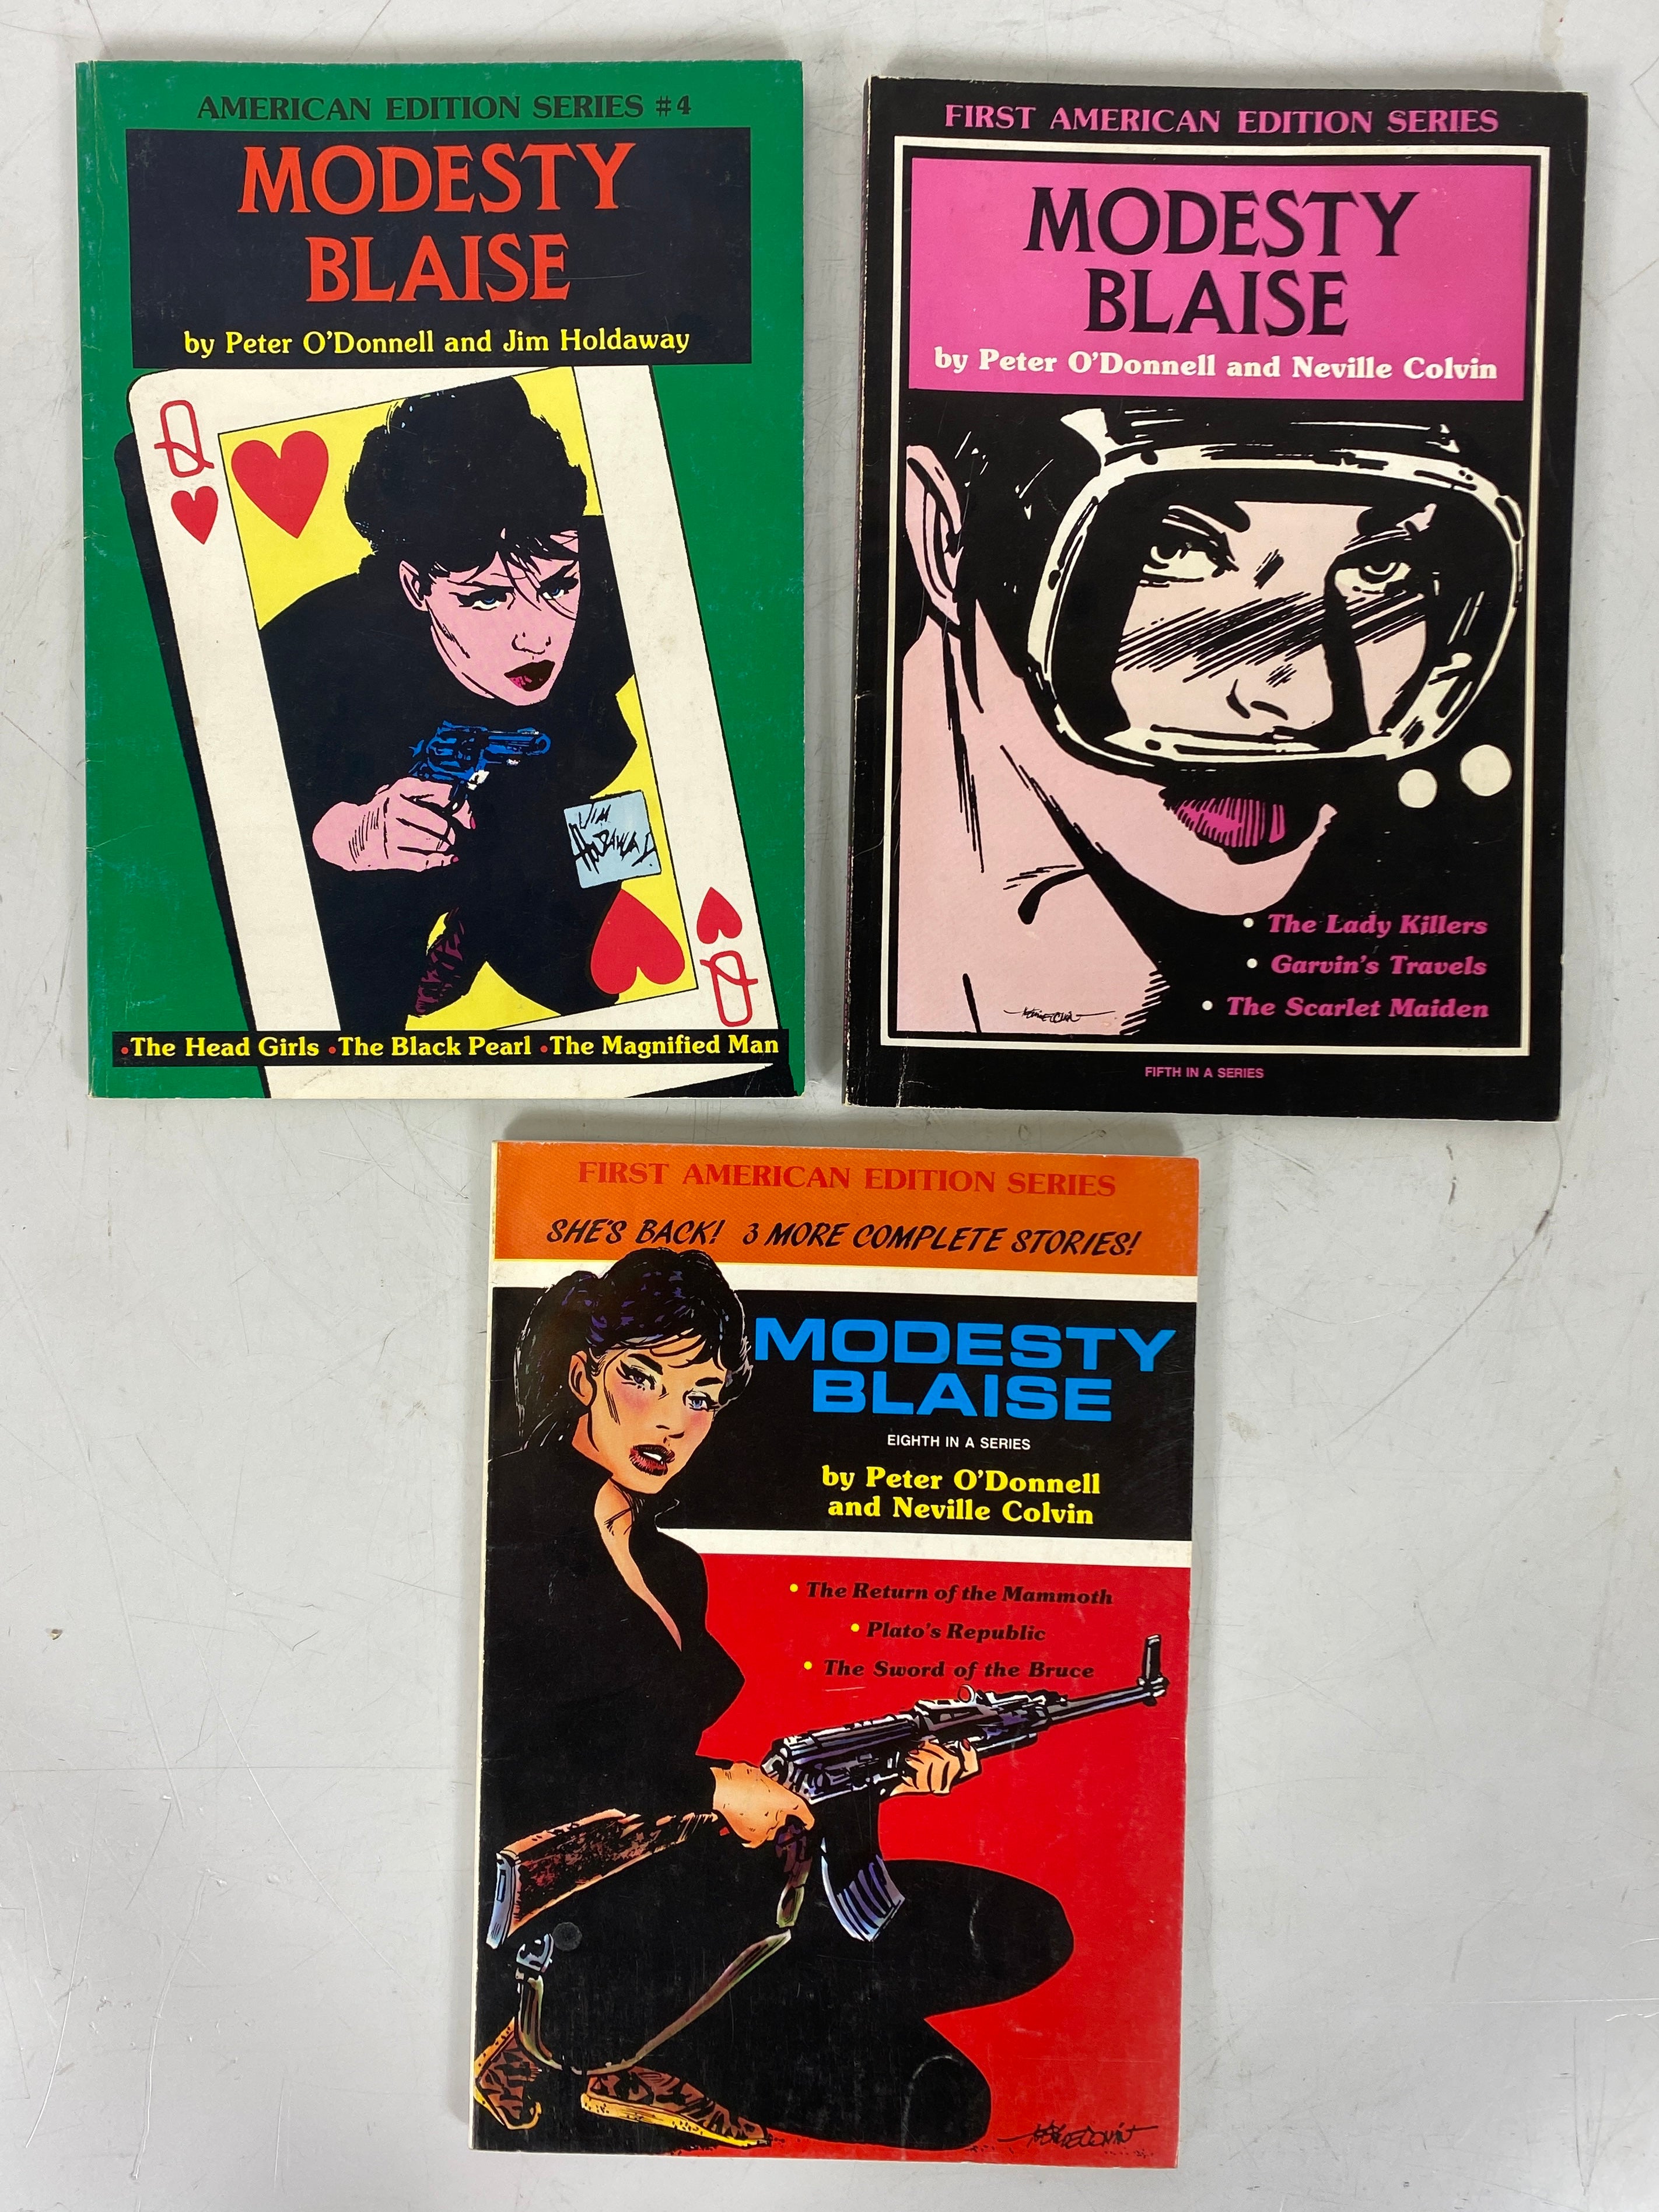 AMERICAN EDITION SERIES #4
MODESTY
BLAISE
by Peter O'Donnell and Jim Holdaway
Q
JIM
HOLDAWAY
Q
•The Head Girls •The Black Pearl •The Magnified Man
FIRST AMERICAN EDITION SERIES
MODESTY
BLAISE
by Peter O'Donnell and Neville Colvin
• The Lady Killers
• Garvin's Travels
• The Scarlet Maiden
FIFTH IN A SERIES
FIRST AMERICAN EDITION SERIES
SHE'S BACK! 3 MORE COMPLETE STORIES!
MODESTY
BLAISE
EIGHTH IN A SERIES
by Peter O'Donnell
and Neville Colvin
• The Return of the Mammoth
• Plato's Republic
• The Sword of the Bruce